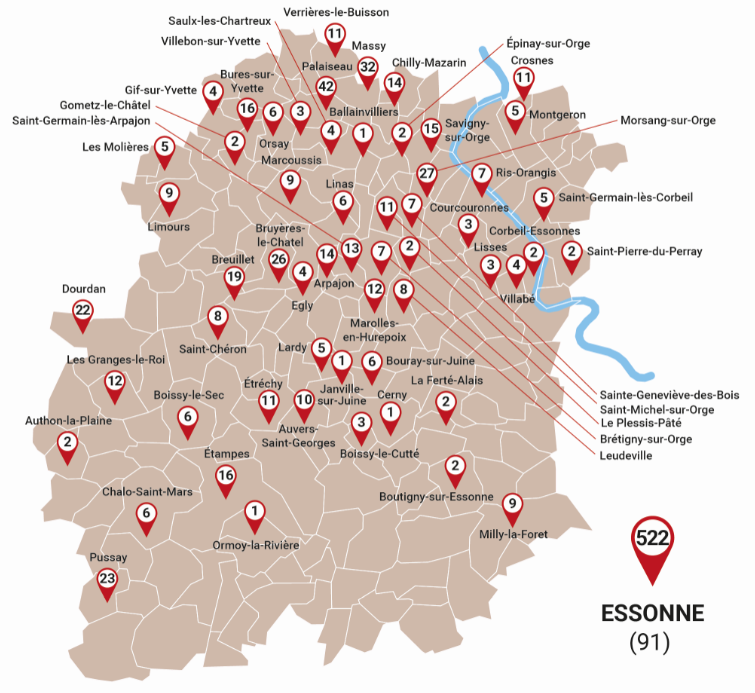 Verrières-le-Buisson
11
Saulx-les-Chartreux
Massy
32
Villebon-sur-Yvette
Palaiseau
42
Chilly-Mazarin
14
Épinay-sur-Orge
Crosnes
11
Gif-sur-Yvette
4
Bures-sur-
Yvette
16
6
3
Ballainvilliers
4
1
2
15
Savigny-
sur-Orge
5
Montgeron
Gometz-le-Châtel
2
Orsay
Saint-Germain-lès-Arpajon
Morsang-sur-Orge
Les Molières
5
Marcoussis
9
27
7
Ris-Orangis
9
Limours
Linas
6
11
7
Courcouronnes
3
5
Saint-Germain-lès-Corbeil
Corbeil-Essonnes
Bruyères-
le-Chatel
26
14
13
7
2
Lisses
3
4
2
2
Saint-Pierre-du-Perray
Breuillet
19
4
Arpajon
Egly
12
8
Villabé
Dourdan
22
8
Saint-Chéron
Marolles-
en-Hurepoix
Lardy
5
1
6
Bouray-sur-Juine
Les Granges-le-Roi
12
Étréchy
11
10
Janville-
sur-Juine
Cerny
1
La Ferté-Alais
2
Sainte-Geneviève-des-Bois
Saint-Michel-sur-Orge
Le Plessis-Pâté
Brétigny-sur-Orge
Leudeville
Boissy-le-Sec
6
Auvers-
Saint-Georges
3
Boissy-le-Cutté
Authon-la-Plaine
2
Étampes
16
2
Boutigny-sur-Essonne
Chalo-Saint-Mars
6
1
Ormoy-la-Rivière
9
Milly-la-Foret
Pussay
23
522
ESSONNE
(91)